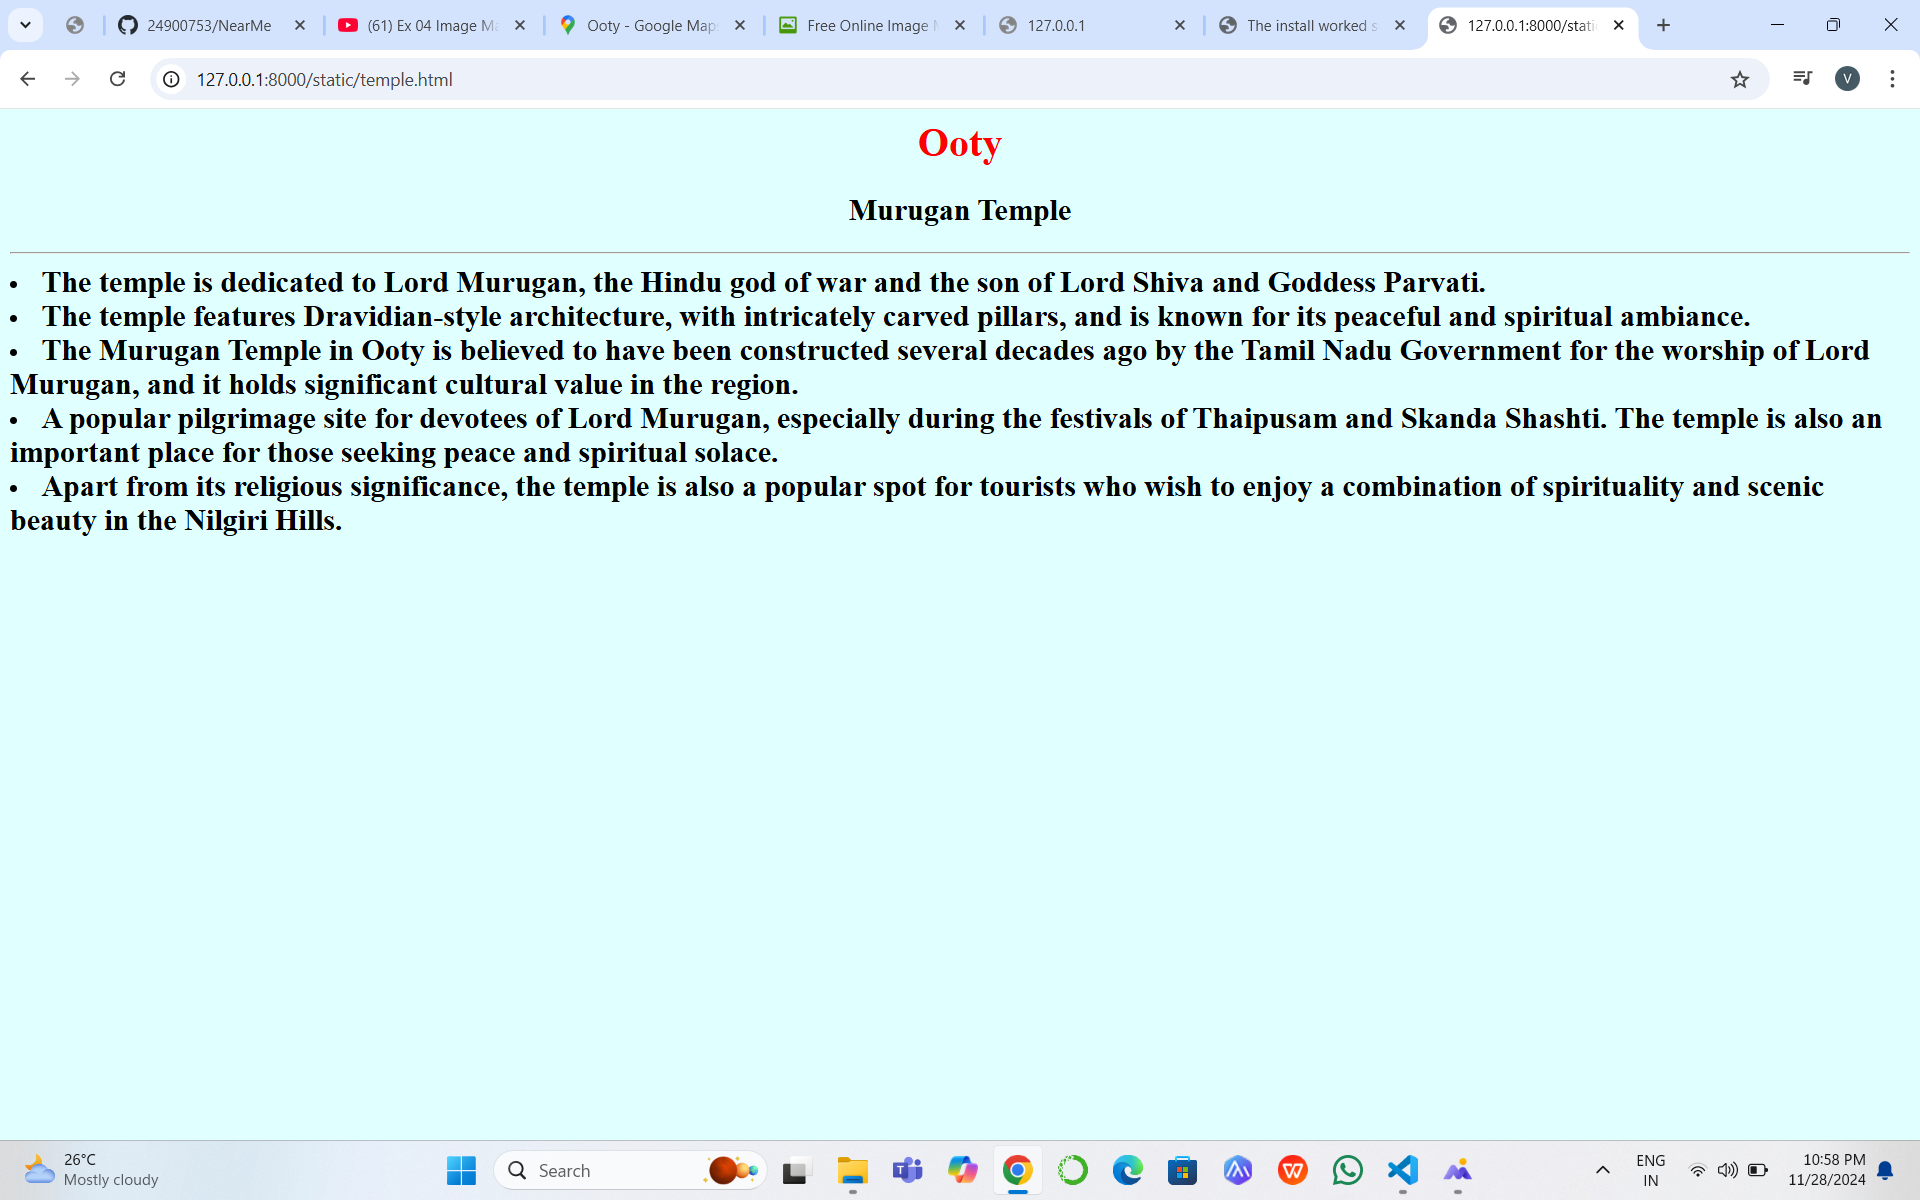 24900753/NearMe
(61) Ex 04 Image Ma
Ooty - Google Maps
Free Online Image M
127.0.0.1
The install worked s
127.0.0.1:8000/stati
127.0.0.1:8000/static/temple.html
V
Ooty
Murugan Temple
• The temple is dedicated to Lord Murugan, the Hindu god of war and the son of Lord Shiva and Goddess Parvati.
• The temple features Dravidian-style architecture, with intricately carved pillars, and is known for its peaceful and spiritual ambiance.
• The Murugan Temple in Ooty is believed to have been constructed several decades ago by the Tamil Nadu Government for the worship of Lord
Murugan, and it holds significant cultural value in the region.
• A popular pilgrimage site for devotees of Lord Murugan, especially during the festivals of Thaipusam and Skanda Shashti. The temple is also an
important place for those seeking peace and spiritual solace.
• Apart from its religious significance, the temple is also a popular spot for tourists who wish to enjoy a combination of spirituality and scenic
beauty in the Nilgiri Hills.
26°C
Mostly cloudy
Search
ENG
IN
10:58 PM
11/28/2024